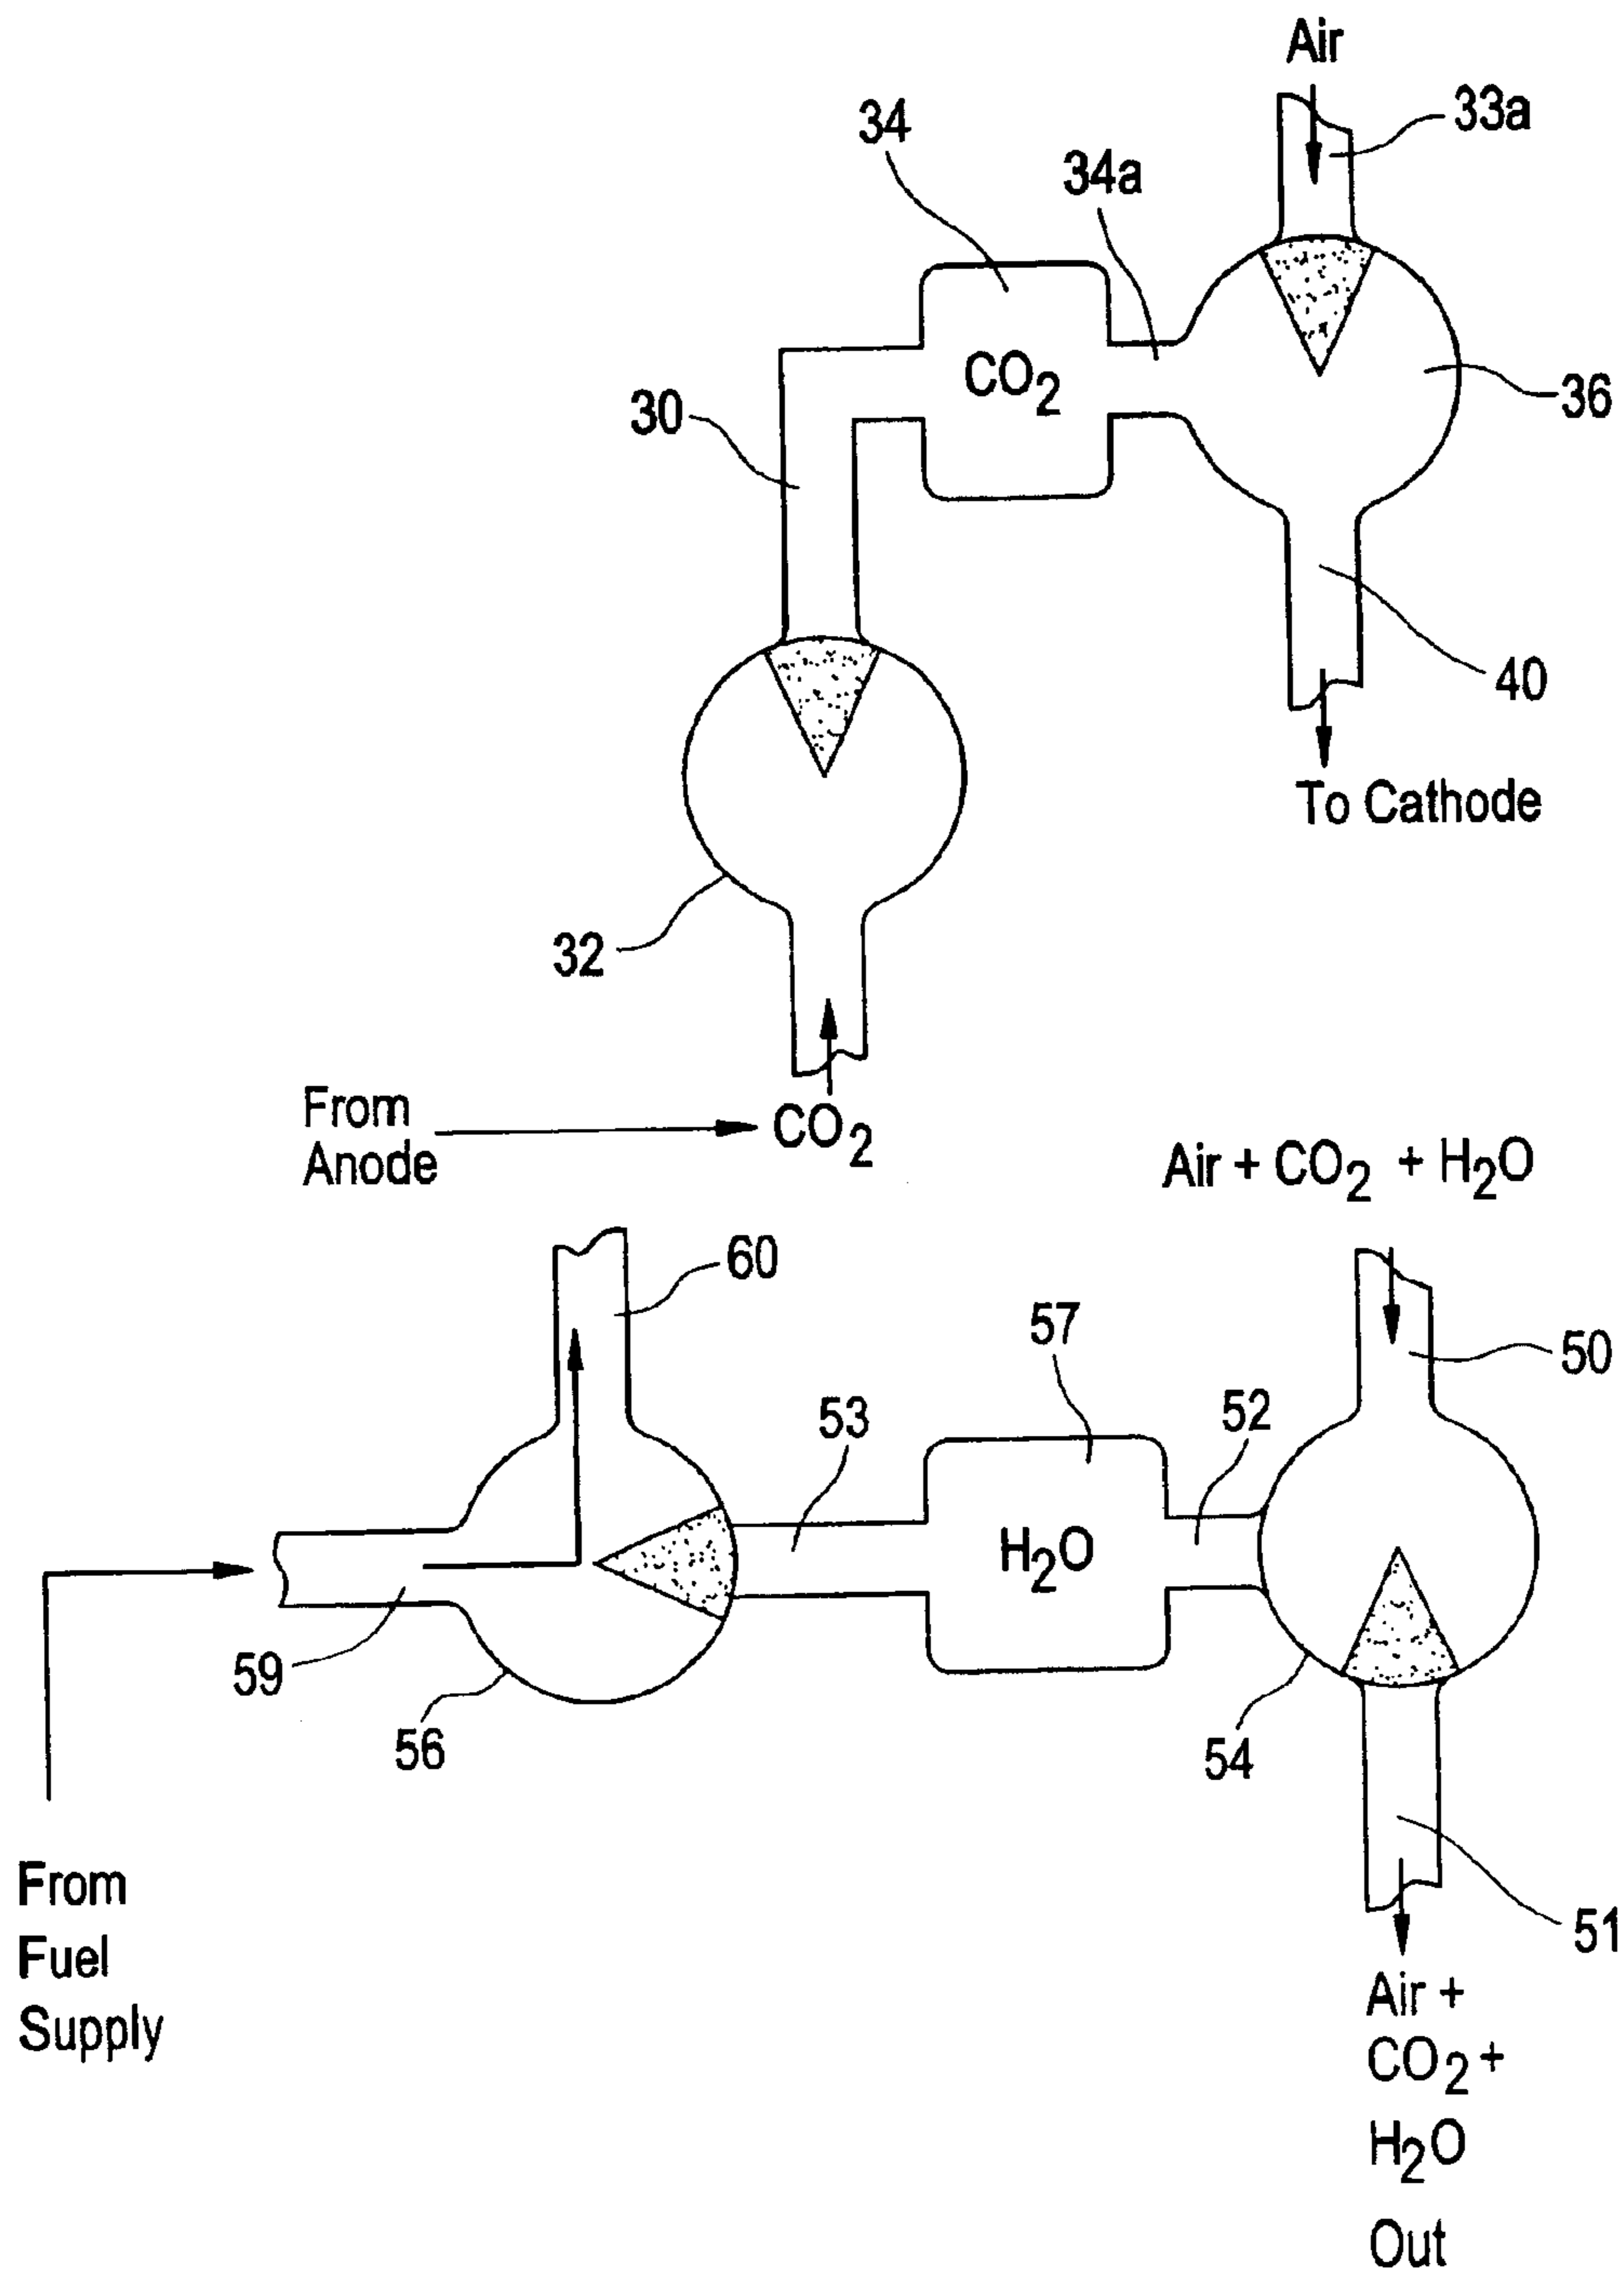 Air
33a
34
34a
CO2
36
30
40
To Cathode
32
From
Anode
CO2
Air + CO2 + H2O
60
57
50
53
52
H2O
59
56
54
From
Fuel
Supply
51
Air +
CO2 +
H2O
Out